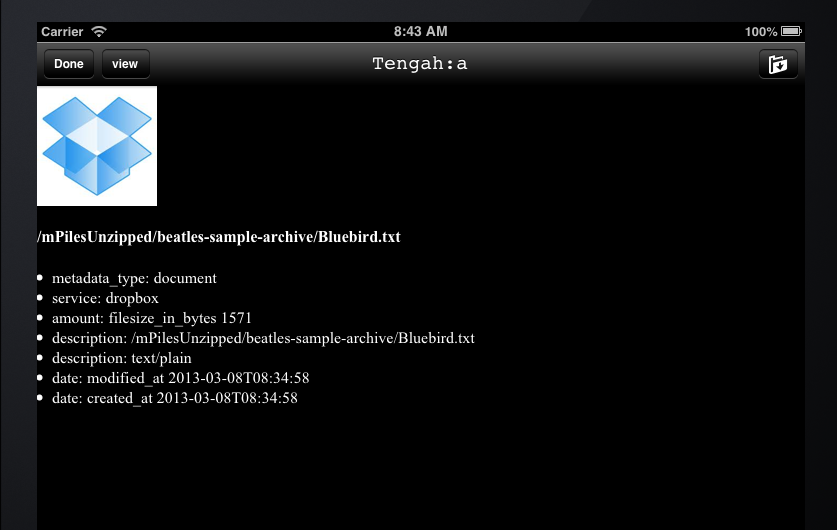 Carrier 8:43 AM 100%
Done view Tengah:a
/mPilesUnzipped/beatles-sample-archive/Bluebird.txt
metadata_type: document
service: dropbox
amount: filesize_in_bytes 1571
description: /mPilesUnzipped/beatles-sample-archive/Bluebird.txt
description: text/plain
date: modified_at 2013-03-08T08:34:58
date: created_at 2013-03-08T08:34:58